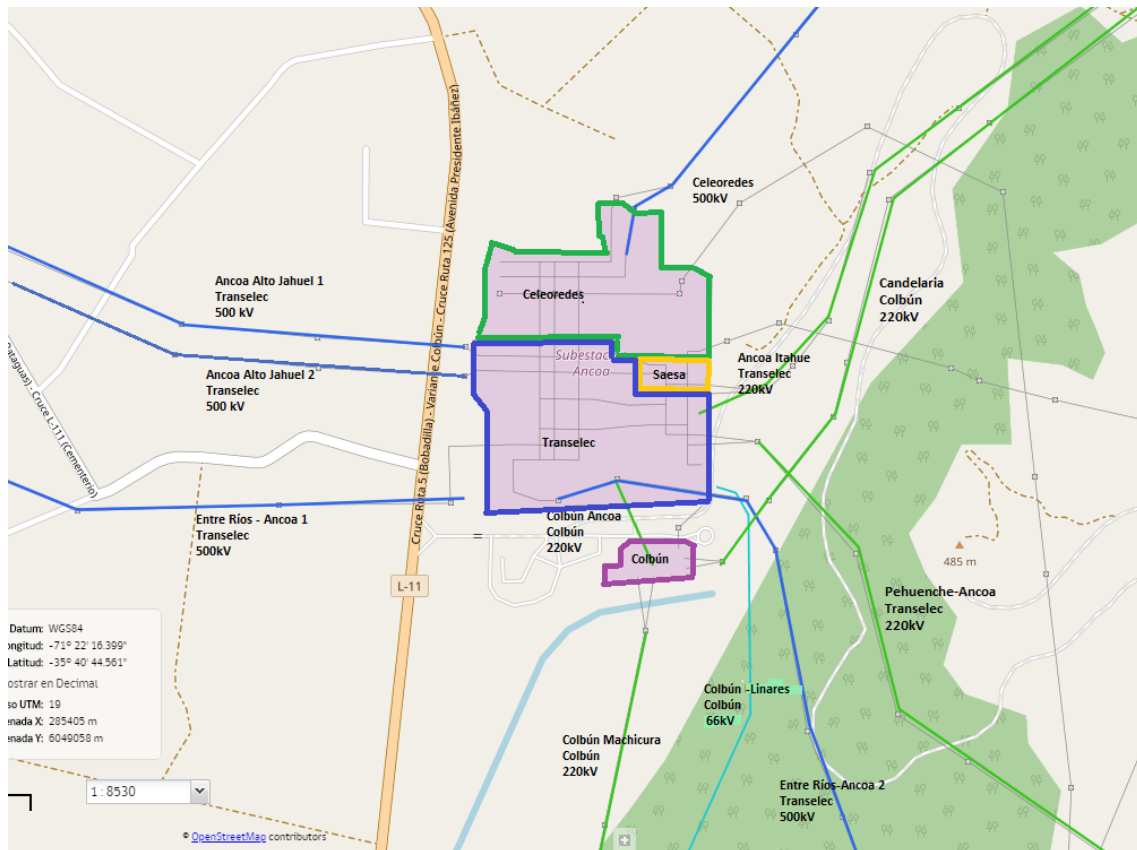 Cruce Ruta 5 (Bobadilla) - Variante Colbún - Cruce Ruta 125 (Avenida Presidente Ibáñez)
Celeoredes
500kV
Ancoa Alto Jahuel 1
Transelec
500 kV
Celeoredes
Candelaria
Colbún
220kV
Subestac
Ancoa
Ancoa Itahue
Transelec
220kV
Saesa
Ancoa Alto Jahuel 2
Transelec
500 kV
Cruce L-111 (Cementerio)
Transelec
Entre Ríos - Ancoa 1
Transelec
500kV
Colbún Ancoa
Colbún
220kV
Colbún
485 m
L-11
Pehuenche-Ancoa
Transelec
220kV
Datum: WGS84
ongitud: -71º 22' 16.399"
Latitud: -35º 40' 44.561"
ostrar en Decimal
so UTM: 19
enada X: 285405 m
enada Y: 6049058 m
Colbún -Linares
Colbún
66kV
Colbún Machicura
Colbún
220kV
Entre Ríos-Ancoa 2
Transelec
500kV
1 : 8530
© OpenStreetMap contributors